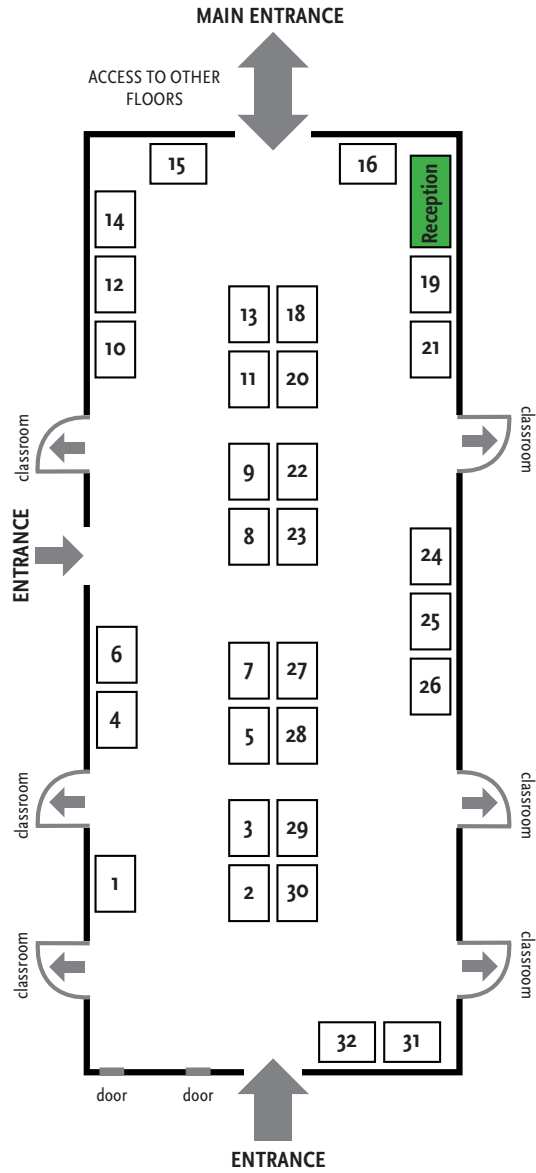 MAIN ENTRANCE
ACCESS TO OTHER
FLOORS
15
16
Reception
14
12
19
10
21
13
18
11
20
classroom
classroom
9
22
8
23
ENTRANCE
24
25
26
6
7
27
4
5
28
classroom
classroom
3
29
1
2
30
classroom
classroom
32
31
door
door
ENTRANCE